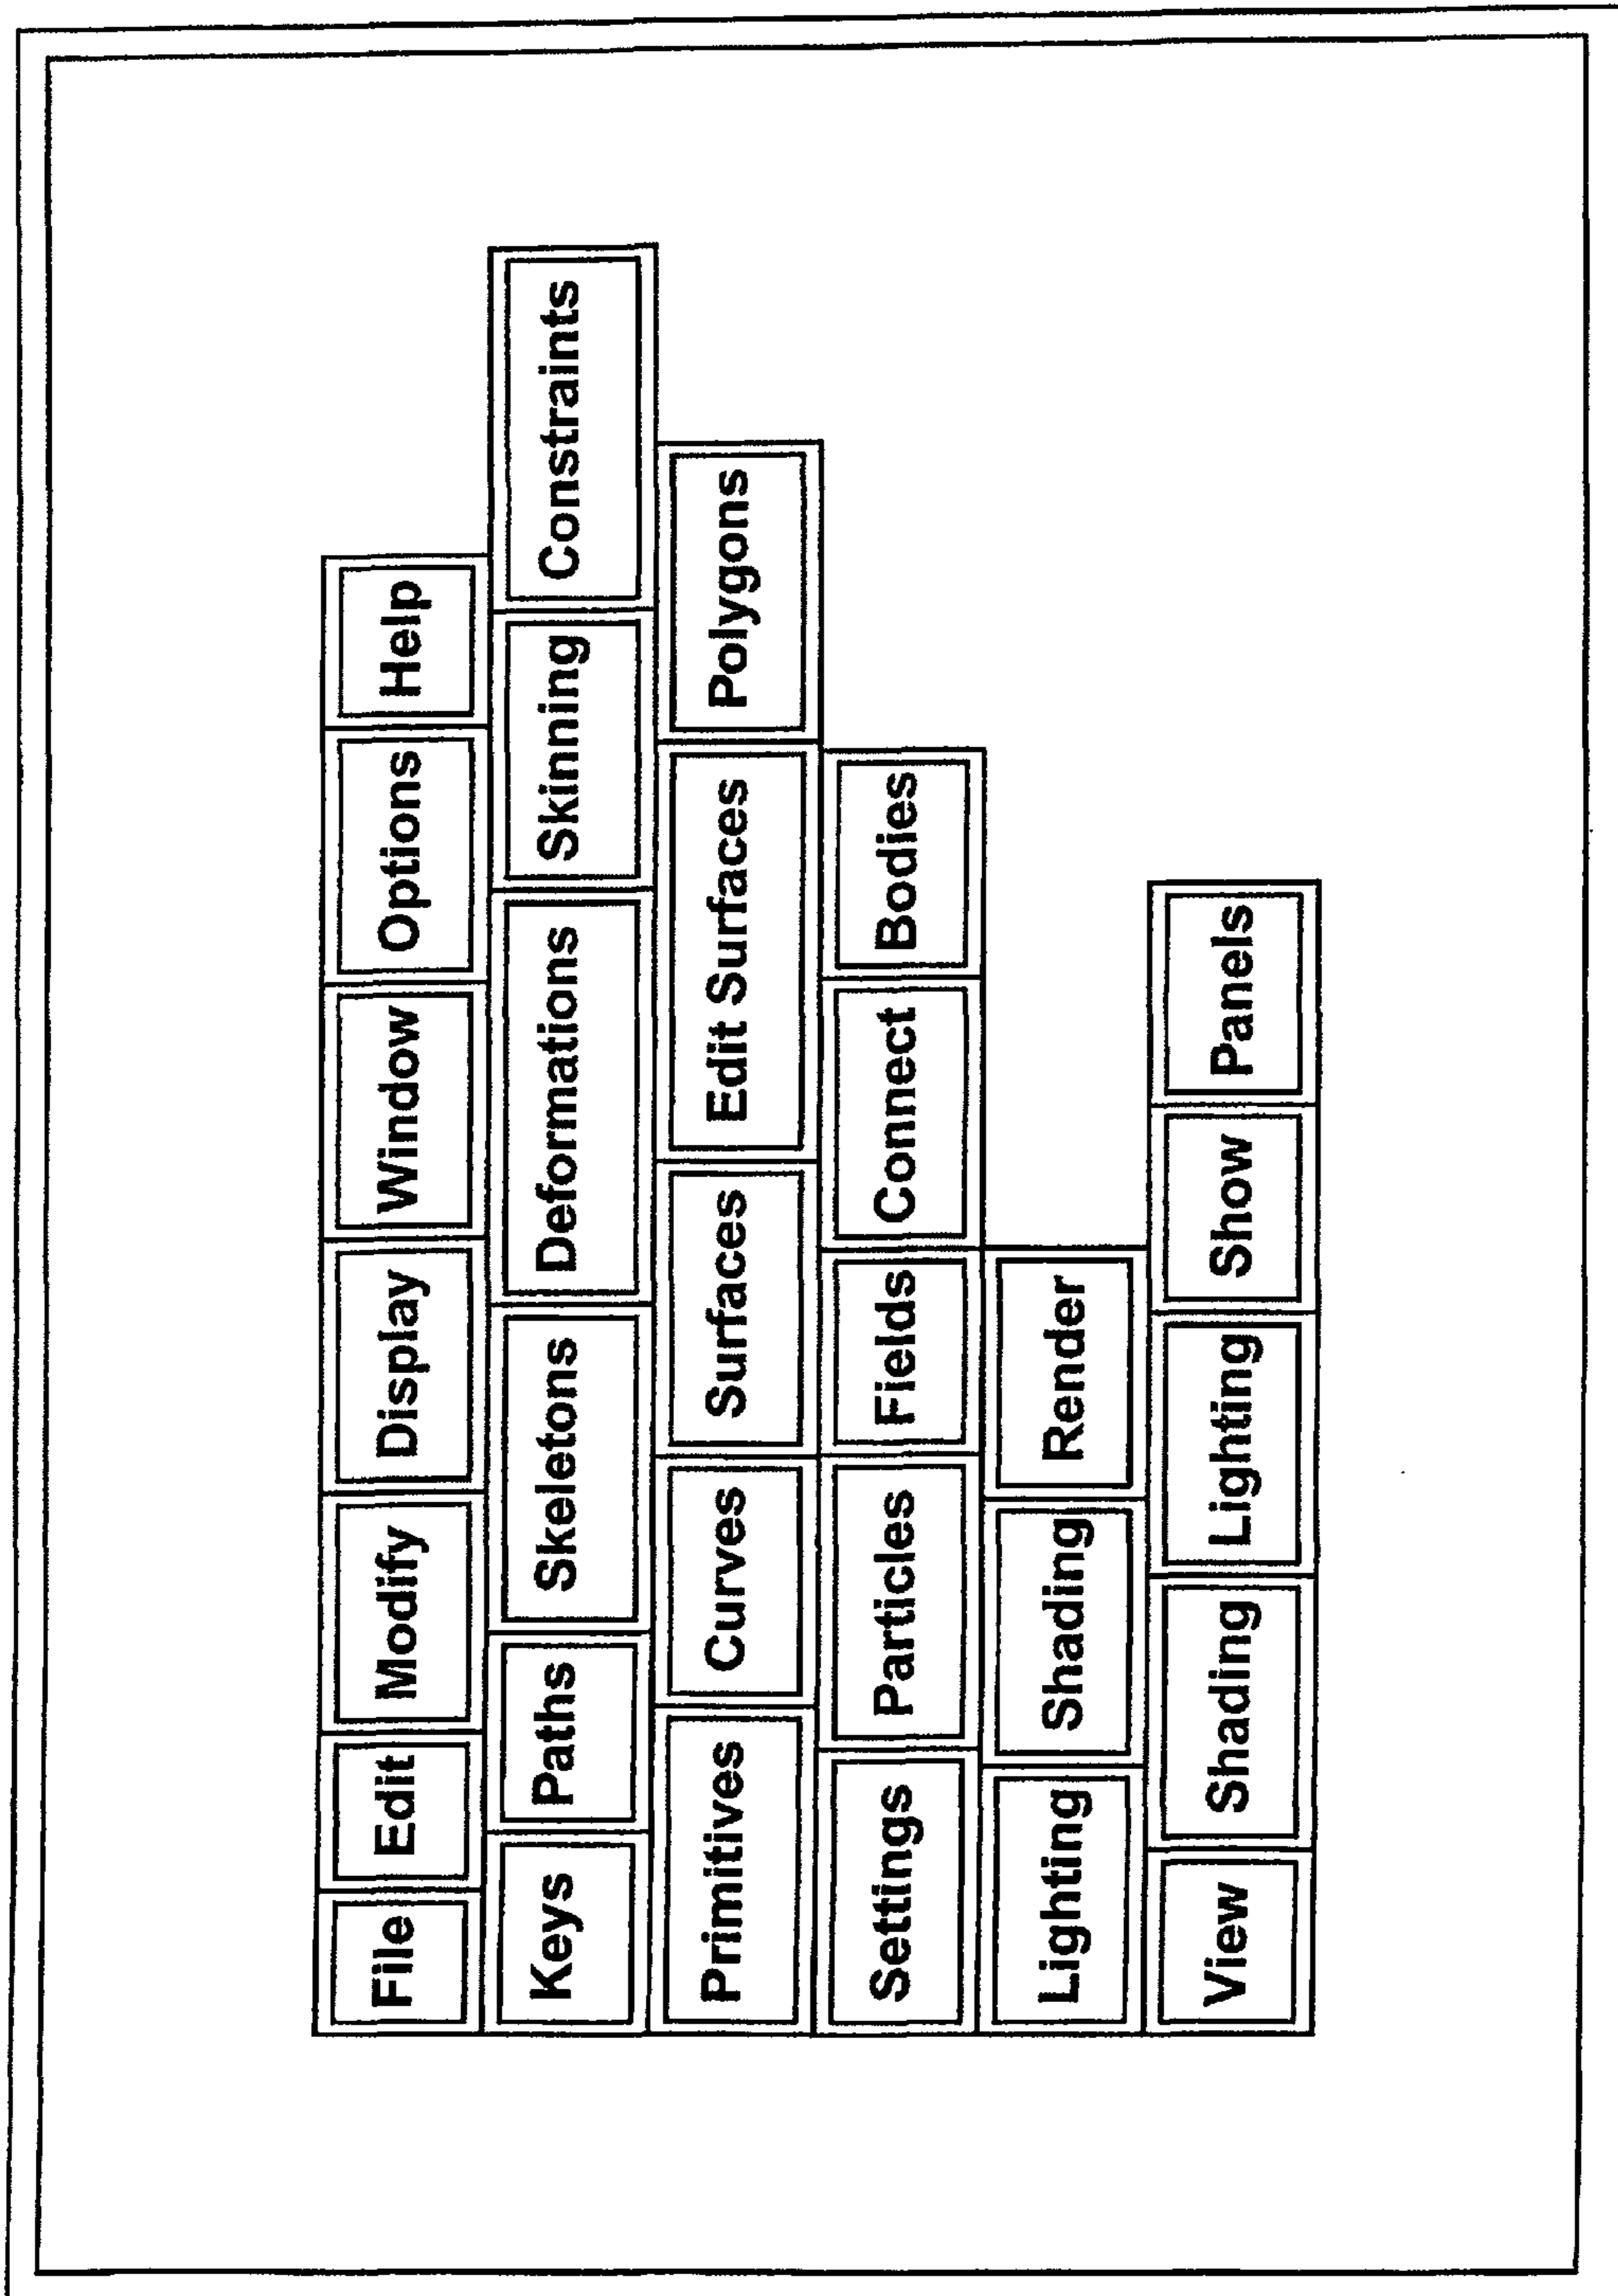 File Edit Modify Display Window Options Help
Keys Paths Skeletons Deformations Skinning Constraints
Primitives Curves Surfaces Edit Surfaces Polygons
Settings Particles Fields Connect Bodies
Lighting Shading Render
View Shading Lighting Show Panels